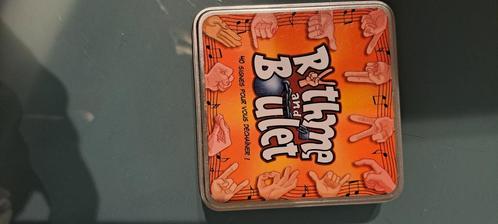 Rythme
and
Boulet
40 SIGNES POUR VOUS DÉCHAÎNER !